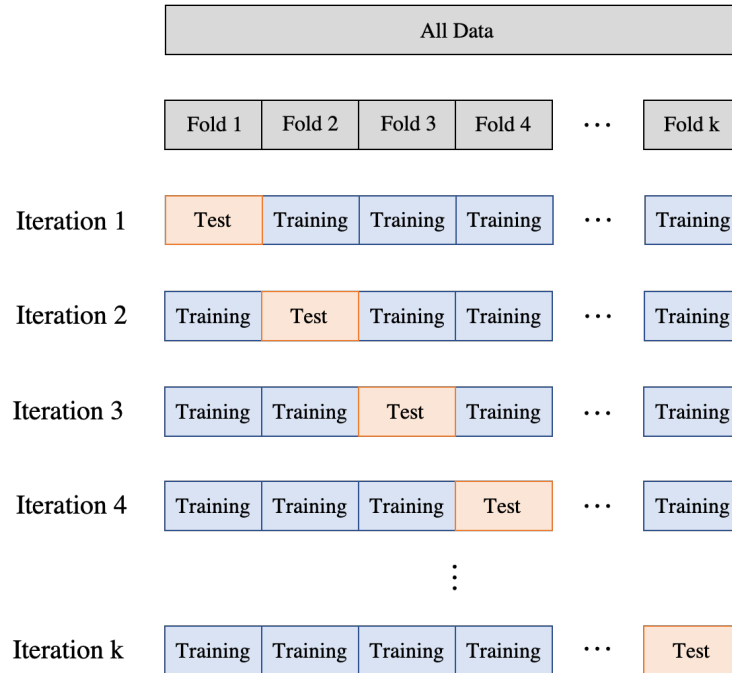 All Data
Fold 1 Fold 2 Fold 3 Fold 4 ··· Fold k
Iteration 1 Test Training Training Training ··· Training
Iteration 2 Training Test Training Training ··· Training
Iteration 3 Training Training Test Training ··· Training
Iteration 4 Training Training Training Test ··· Training
⋮
Iteration k Training Training Training Training ··· Test